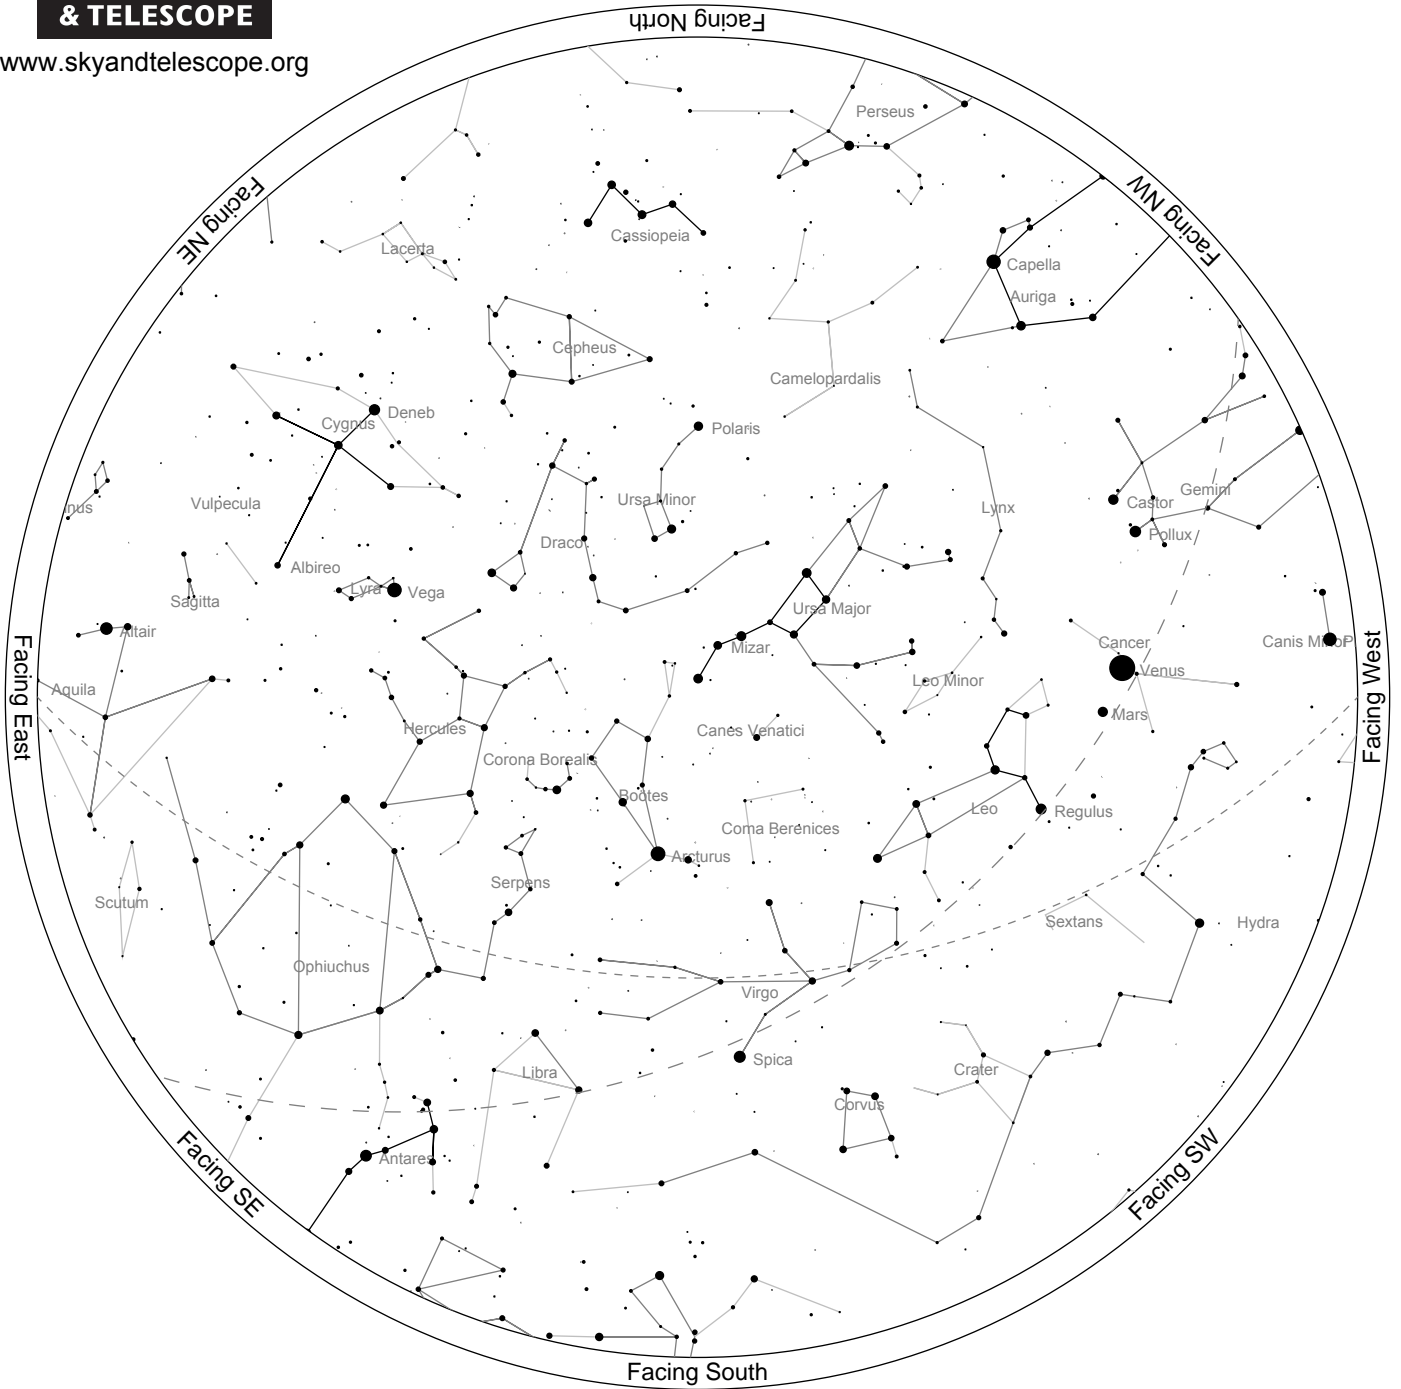 & TELESCOPE
www.skyandtelescope.org
Facing North
Perseus
Facing NE
Facing NW
Cassiopeia
Lacerta
Capella
Auriga
Cepheus
Camelopardalis
Deneb
Cygnus
Polaris
Vulpecula
nus
Ursa Minor
Lynx
Gemini
Castor
Pollux
Draco
Albireo
Lyra
Vega
Sagitta
Ursa Major
Altair
Mizar
Cancer
Canis Minor
P
Venus
Leo Minor
Aquila
Mars
Facing East
Facing West
Hercules
Canes Venatici
Corona Borealis
Boötes
Leo
Regulus
Coma Berenices
Arcturus
Serpens
Scutum
Sextans
Hydra
Ophiuchus
Virgo
Spica
Libra
Crater
Corvus
Antares
Facing SE
Facing SW
Facing South